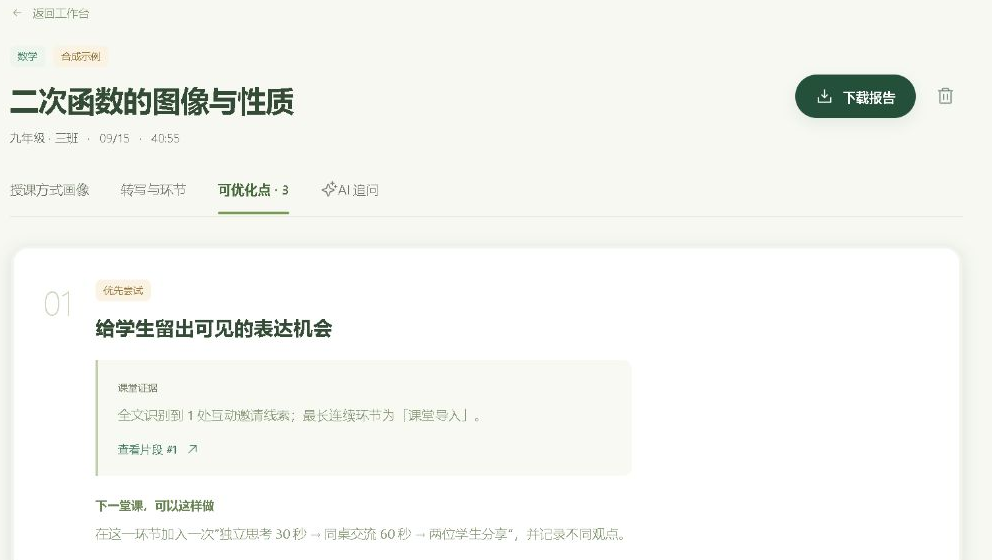 ← 返回工作台
数学 合成示例
二次函数的图像与性质
下载报告
九年级 · 三班 · 09/15 · 40:55
授课方式画像 转写与环节 可优化点 · 3 AI 追问
01 优先尝试
给学生留出可见的表达机会
课堂证据
全文识别到 1 处互动邀请线索；最长连续环节为「课堂导入」。
查看片段 #1 ↗
下一堂课，可以这样做
在这一环节加入一次“独立思考 30 秒 → 同桌交流 60 秒 → 两位学生分享”，并记录不同观点。